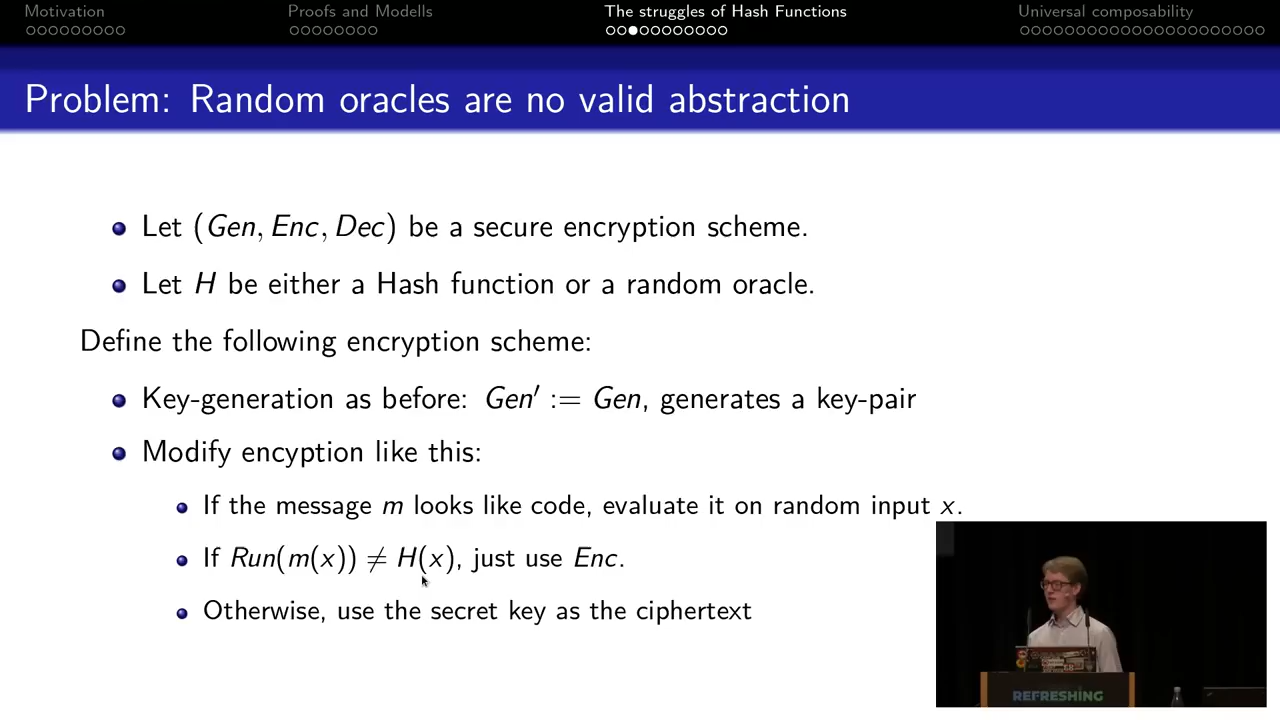 Motivation
Proofs and Modells
The struggles of Hash Functions
Universal composability
Problem: Random oracles are no valid abstraction
Let (Gen, Enc, Dec) be a secure encryption scheme.
Let H be either a Hash function or a random oracle.
Define the following encryption scheme:
Key-generation as before: Gen′ := Gen, generates a key-pair
Modify encyption like this:
If the message m looks like code, evaluate it on random input x.
If Run(m(x)) ≠ H(x), just use Enc.
Otherwise, use the secret key as the ciphertext
REFRESHING